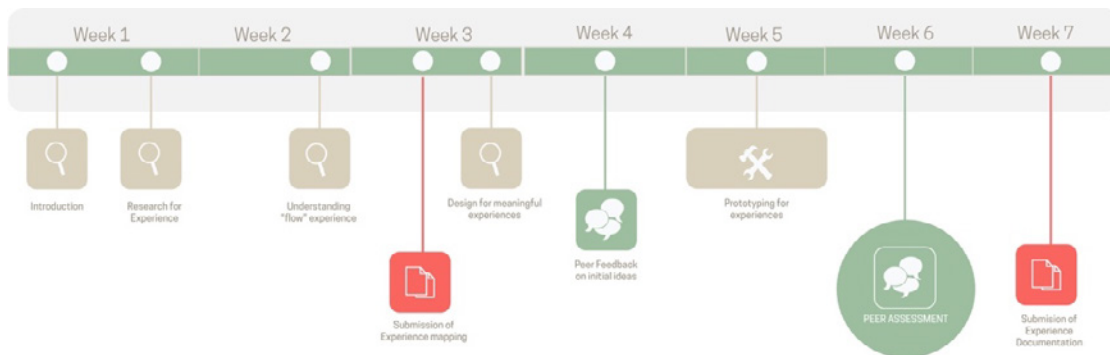 Week 1
Week 2
Week 3
Week 4
Week 5
Week 6
Week 7
Introduction
Research for
Experience
Understanding
"flow" experience
Submission of
Experience mapping
Design for meaningful
experiences
Peer Feedback
on initial ideas
Prototyping for
experiences
PEER ASSESSMENT
Submision of
Experience
Documentation